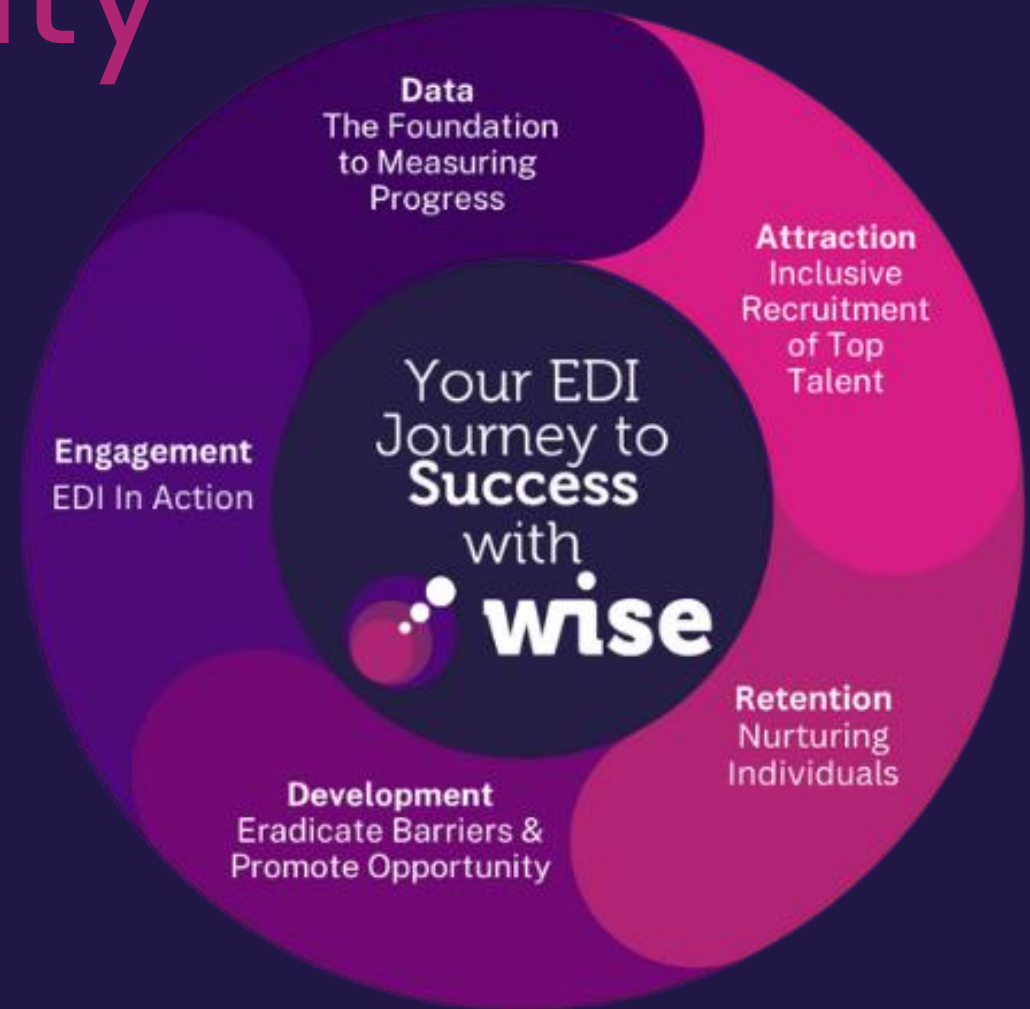 Data
The Foundation
to Measuring
Progress
Attraction
Inclusive
Recruitment
of Top
Talent
Your EDI
Journey to
Success
with
wise
Engagement
EDI In Action
Retention
Nurturing
Individuals
Development
Eradicate Barriers &
Promote Opportunity